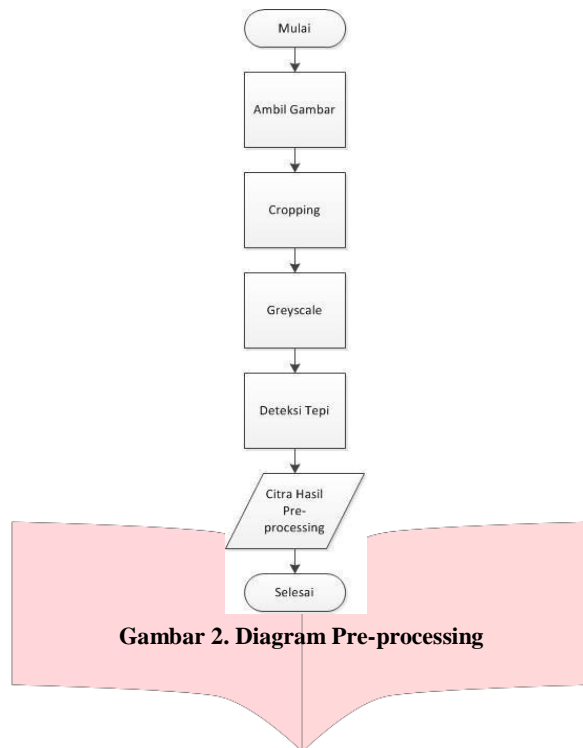 Mulai
Ambil Gambar
Cropping
Greyscale
Deteksi Tepi
Citra Hasil
Pre-
processing
Selesai
Gambar 2. Diagram Pre-processing